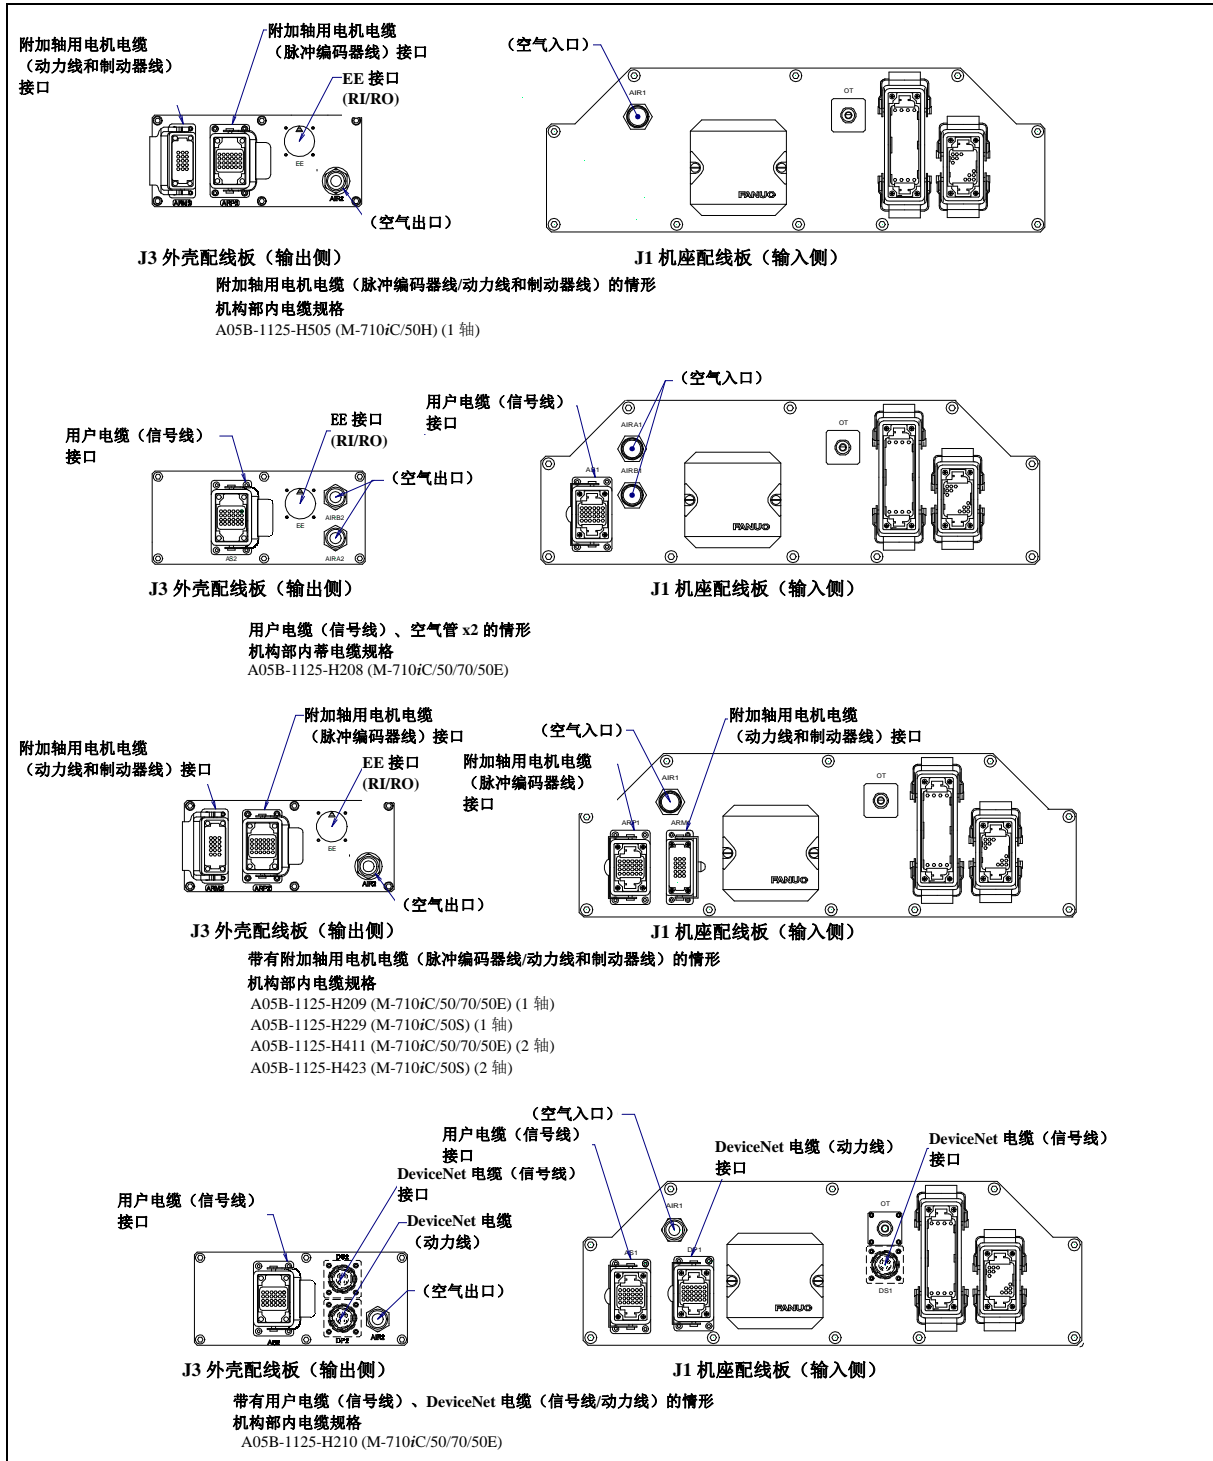 附加轴用电机电缆
（动力线和制动器线）
接口
附加轴用电机电缆
（脉冲编码器线）接口
EE 接口
(RI/RO)
EE
ARM2
ARP2
AIR2
（空气出口）
J3 外壳配线板（输出侧）
（空气入口）
AIR1
OT
FANUC
J1 机座配线板（输入侧）
附加轴用电机电缆（脉冲编码器线/动力线和制动器线）的情形
机构部内电缆规格
A05B-1125-H505 (M-710iC/50H) (1 轴)
用户电缆（信号线）
接口
EE 接口
(RI/RO)
（空气出口）
AIRB2
EE
AS2
AIRA2
J3 外壳配线板（输出侧）
用户电缆（信号线）
接口
（空气入口）
AIRA1
OT
AS1
AIRB1
FANUC
J1 机座配线板（输入侧）
用户电缆（信号线）、空气管 x2 的情形
机构部内蒂电缆规格
A05B-1125-H208 (M-710iC/50/70/50E)
附加轴用电机电缆
（脉冲编码器线）接口
附加轴用电机电缆
（动力线和制动器线）接口
EE 接口
(RI/RO)
EE
ARM2
ARP2
AIR2
（空气出口）
J3 外壳配线板（输出侧）
（空气入口）
附加轴用电机电缆
（脉冲编码器线）
接口
附加轴用电机电缆
（动力线和制动器线）接口
AIR1
OT
ARP1
ARM1
FANUC
J1 机座配线板（输入侧）
带有附加轴用电机电缆（脉冲编码器线/动力线和制动器线）的情形
机构部内电缆规格
A05B-1125-H209 (M-710iC/50/70/50E) (1 轴)
A05B-1125-H229 (M-710iC/50S) (1 轴)
A05B-1125-H411 (M-710iC/50/70/50E) (2 轴)
A05B-1125-H423 (M-710iC/50S) (2 轴)
用户电缆（信号线）
接口
DeviceNet 电缆（信号线）
接口
DeviceNet 电缆
（动力线）
DS2
（空气出口）
AS2
DP2
AIR2
J3 外壳配线板（输出侧）
（空气入口）
用户电缆（信号线）
接口
DeviceNet 电缆（动力线）
接口
DeviceNet 电缆（信号线）
接口
AIR1
OT
AS1
DP1
DS1
FANUC
J1 机座配线板（输入侧）
带有用户电缆（信号线）、DeviceNet 电缆（信号线/动力线）的情形
机构部内电缆规格
A05B-1125-H210 (M-710iC/50/70/50E)